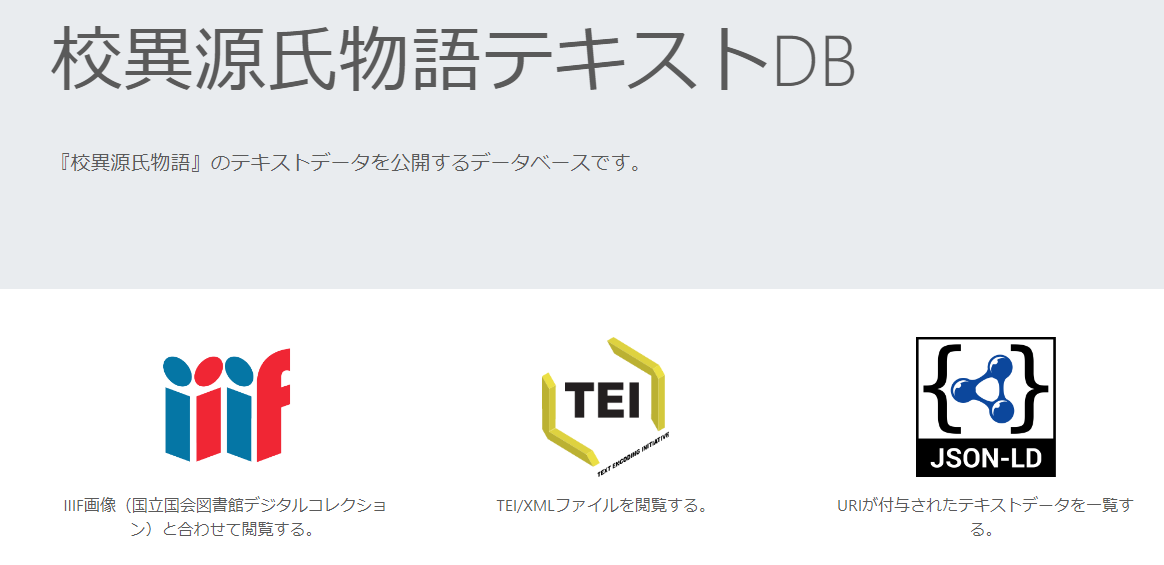 校異源氏物語テキストDB
『校異源氏物語』のテキストデータを公開するデータベースです。
iiif
TEI
TEXT ENCODING INITIATIVE
{ }
JSON-LD
IIIF画像（国立国会図書館デジタルコレクショ
ン）と合わせて閲覧する。
TEI/XMLファイルを閲覧する。
URIが付与されたテキストデータを一覧す
る。